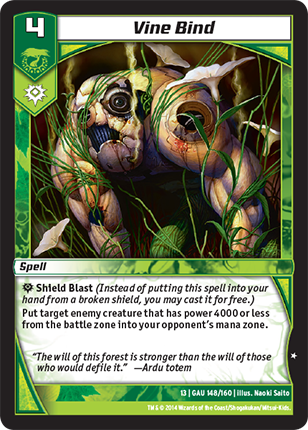 4
Vine Bind
Spell
Shield Blast (Instead of putting this spell into your
hand from a broken shield, you may cast it for free.)
Put target enemy creature that has power 4000 or
less from the battle zone into your opponent's mana zone.
"The will of this forest is stronger than the will of those
who would defile it." —Ardu totem
13 | GAU 148/160 | illus. Naoki Saito
TM & © 2014 Wizards of the Coast/Shogakukan/Mitsui-Kids.